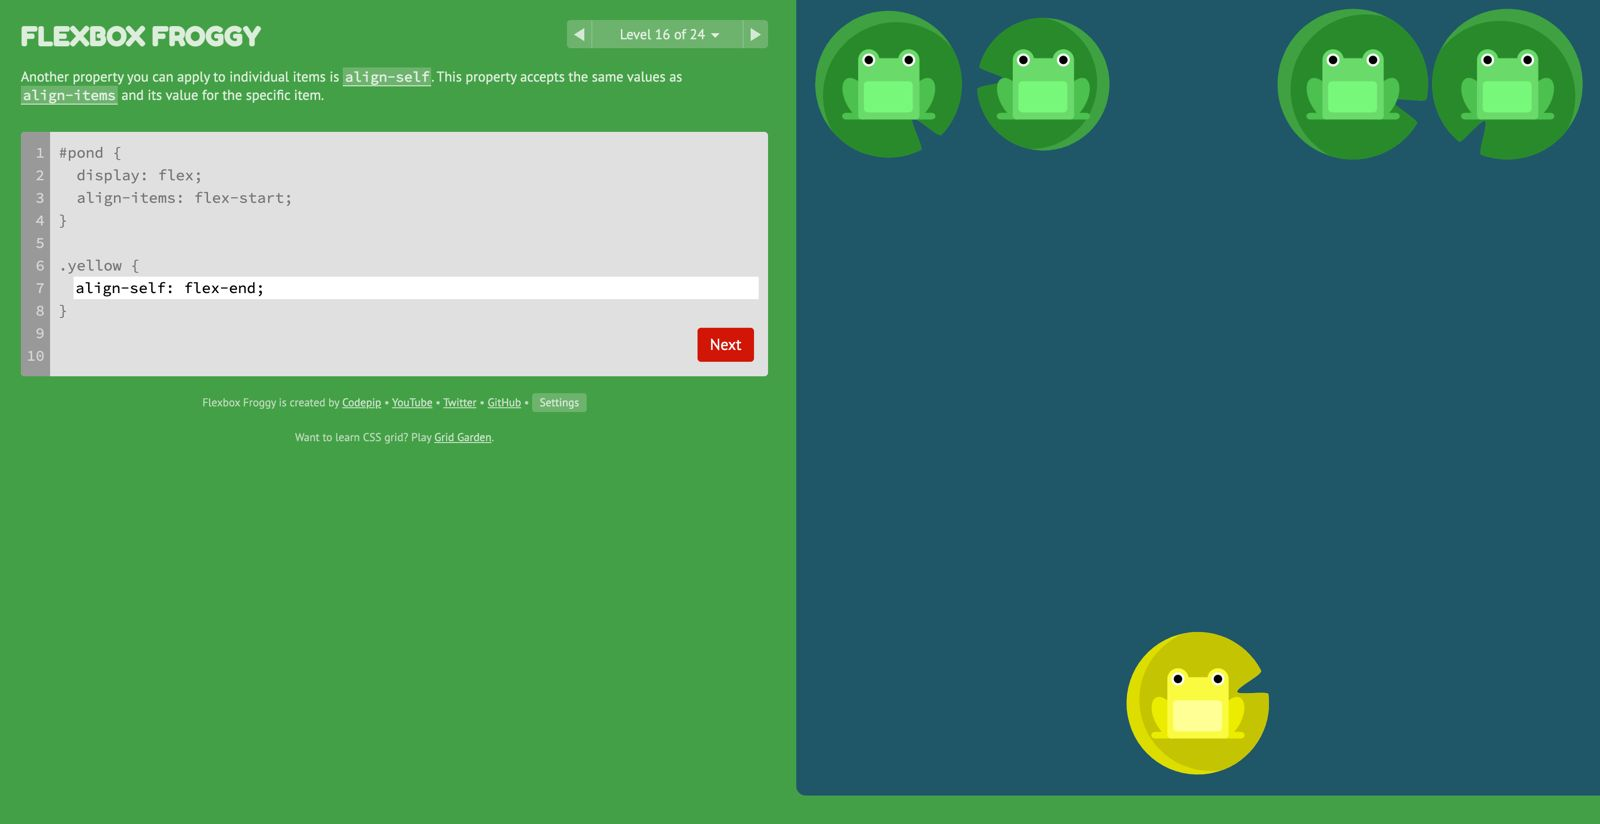 FLEXBOX FROGGY
Level 16 of 24
Another property you can apply to individual items is align-self. This property accepts the same values as
align-items and its value for the specific item.
1 #pond {
2   display: flex;
3   align-items: flex-start;
4 }
5
6 .yellow {
7   align-self: flex-end;
8 }
9
10
Next
Flexbox Froggy is created by Codepip • YouTube • Twitter • GitHub • Settings
Want to learn CSS grid? Play Grid Garden.